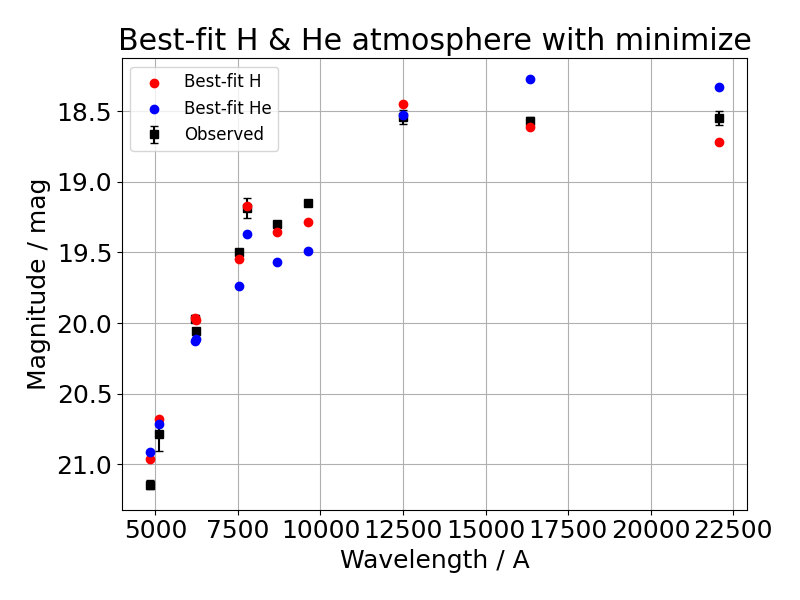 Best-fit H & He atmosphere with minimize
Best-fit H
Best-fit He
Observed
18.5
19.0
19.5
20.0
20.5
21.0
Magnitude / mag
5000 7500 10000 12500 15000 17500 20000 22500
Wavelength / A